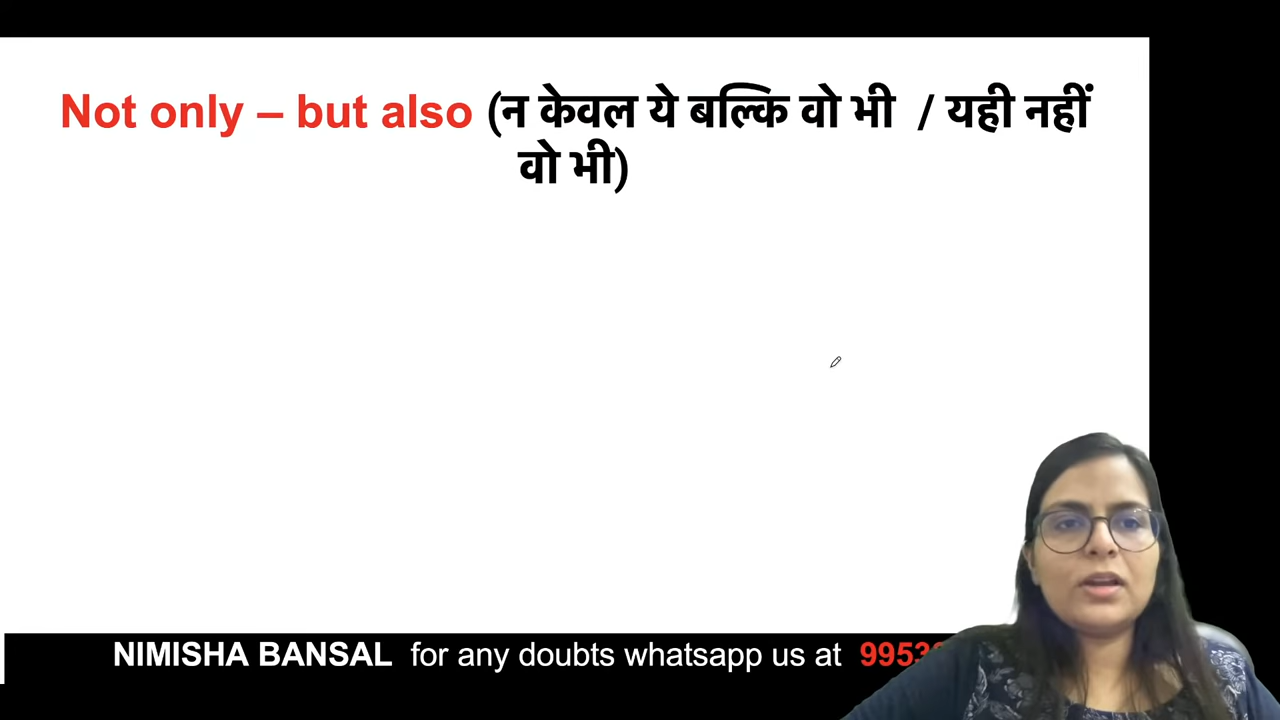 Not only – but also (न केवल ये बल्कि वो भी / यही नहीं
वो भी)
NIMISHA BANSAL for any doubts whatsapp us at